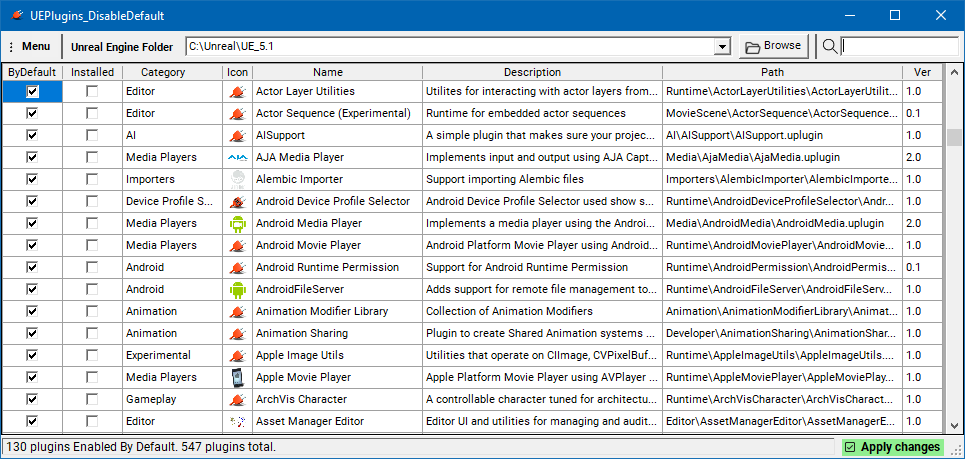 UEPlugins_DisableDefault
Menu Unreal Engine Folder C:\Unreal\UE_5.1 Browse
ByDefault Installed Category Icon Name Description Path Ver
Editor Actor Layer Utilities Utilites for interacting with actor layers from... Runtime\ActorLayerUtilities\ActorLayerUtilit... 1.0
Editor Actor Sequence (Experimental) Runtime for embedded actor sequences MovieScene\ActorSequence\ActorSequence... 0.1
AI AISupport A simple plugin that makes sure your projec... AI\AISupport\AISupport.uplugin 1.0
Media Players AJA AJA Media Player Implements input and output using AJA Capt... Media\AjaMedia\AjaMedia.uplugin 2.0
Importers Alembic Importer Support importing Alembic files Importers\AlembicImporter\AlembicImporte... 1.0
Device Profile S... Android Device Profile Selector Android Device Profile Selector used show s... Runtime\AndroidDeviceProfileSelector\Andr... 1.0
Media Players Android Media Player Implements a media player using the Androi... Media\AndroidMedia\AndroidMedia.uplugin 2.0
Media Players Android Movie Player Android Platform Movie Player using Android... Runtime\AndroidMoviePlayer\AndroidMovie... 1.0
Android Android Runtime Permission Support for Android Runtime Permission Runtime\AndroidPermission\AndroidPermis... 0.1
Android AndroidFileServer Adds support for remote file management to... Runtime\AndroidFileServer\AndroidFileServ... 1.0
Animation Animation Modifier Library Collection of Animation Modifiers Animation\AnimationModifierLibrary\Animat... 1.0
Animation Animation Sharing Plugin to create Shared Animation systems ... Developer\AnimationSharing\AnimationShar... 1.0
Experimental Apple Image Utils Utilities that operate on CIImage, CVPixelBuf... Runtime\AppleImageUtils\AppleImageUtils.... 1.0
Media Players Apple Movie Player Apple Platform Movie Player using AVPlayer ... Runtime\AppleMoviePlayer\AppleMoviePlay... 1.0
Gameplay ArchVis Character A controllable character tuned for architectu... Runtime\ArchVisCharacter\ArchVisCharact... 1.0
Editor Asset Manager Editor Editor UI and utilities for managing and audit... Editor\AssetManagerEditor\AssetManagerE... 1.0
130 plugins Enabled By Default. 547 plugins total. Apply changes